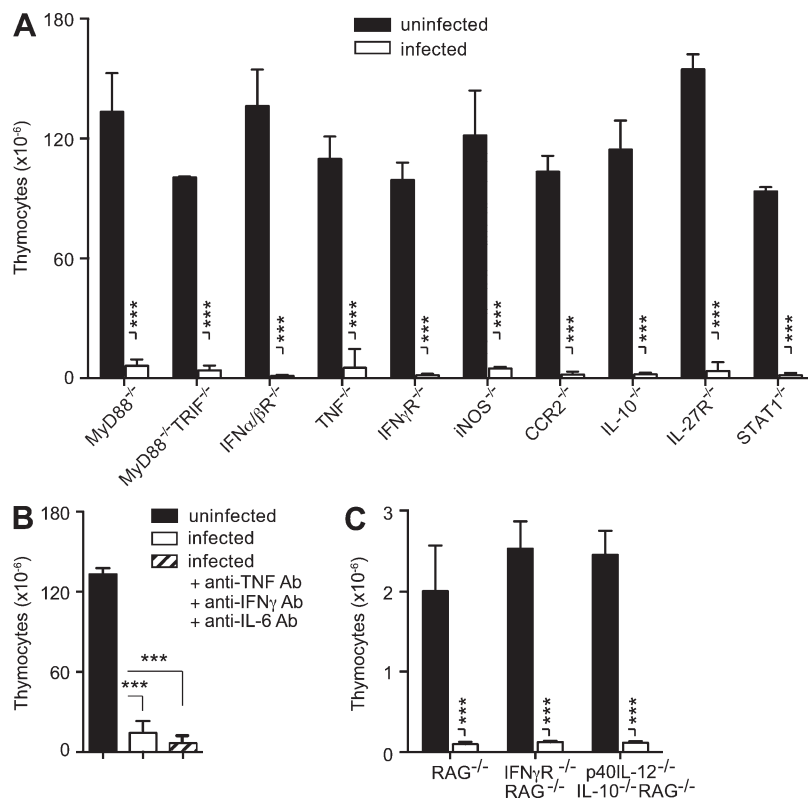 A
uninfected
infected
Thymocytes (x10⁻⁶)
180
120
60
0
***
***
***
***
***
***
***
***
***
***
MyD88⁻/⁻
MyD88⁻/⁻TRIF⁻/⁻
IFNα/βR⁻/⁻
TNF⁻/⁻
IFNγR⁻/⁻
iNOS⁻/⁻
CCR2⁻/⁻
IL-10⁻/⁻
IL-27R⁻/⁻
STAT1⁻/⁻
B
uninfected
infected
infected
+ anti-TNF Ab
+ anti-IFNγ Ab
+ anti-IL-6 Ab
Thymocytes (x10⁻⁶)
180
120
60
0
***
***
C
Thymocytes (x10⁻⁶)
3
2
1
0
***
***
***
RAG⁻/⁻
IFNγR⁻/⁻
RAG⁻/⁻
p40IL-12⁻/⁻
IL-10⁻/⁻RAG⁻/⁻